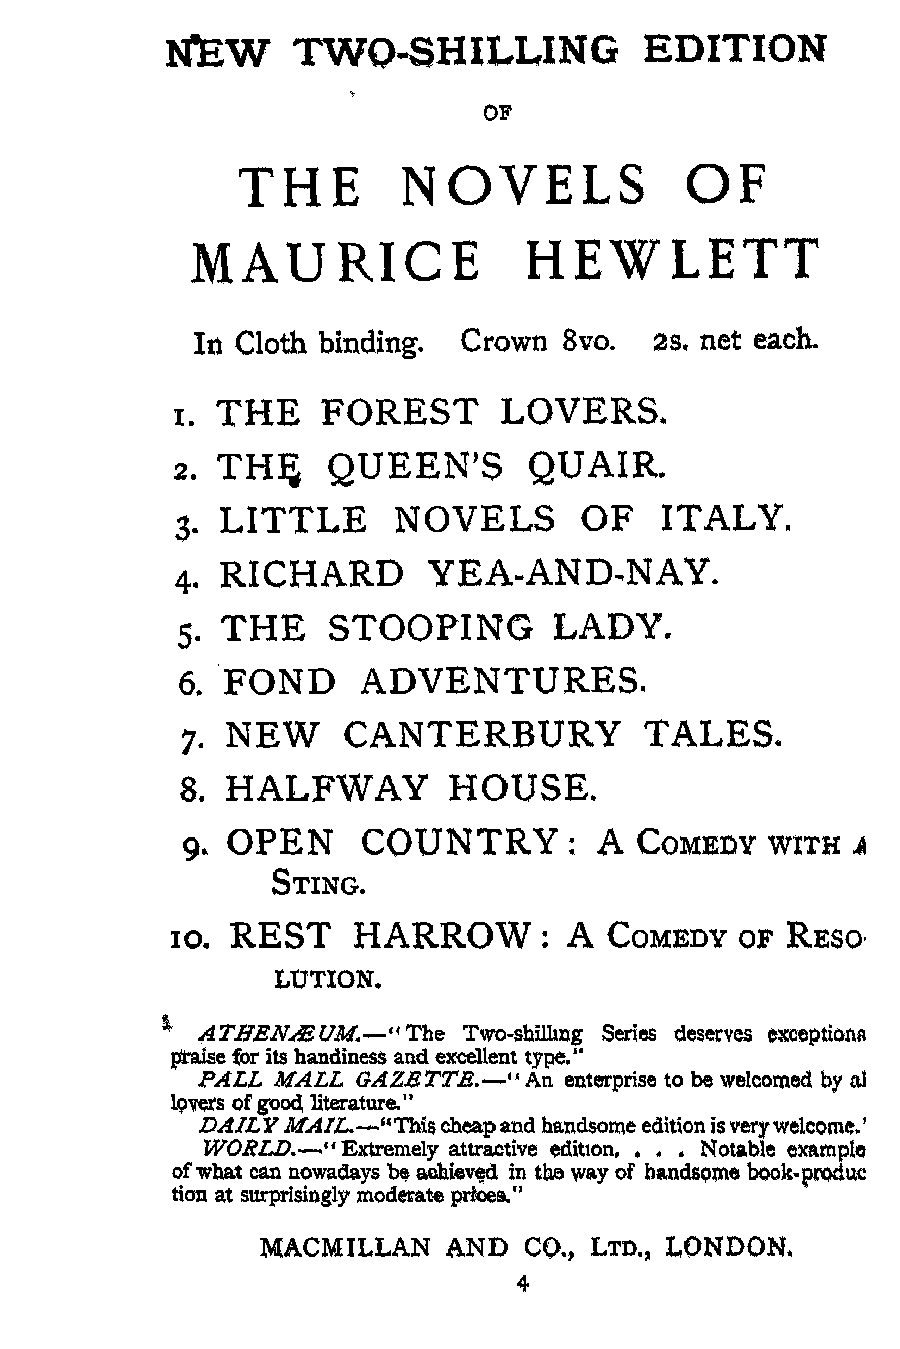 NEW TWO-SHILLING EDITION
OF
THE NOVELS OF
MAURICE HEWLETT
In Cloth binding. Crown 8vo. 2s. net each.
1. THE FOREST LOVERS.
2. THE QUEEN'S QUAIR.
3. LITTLE NOVELS OF ITALY.
4. RICHARD YEA-AND-NAY.
5. THE STOOPING LADY.
6. FOND ADVENTURES.
7. NEW CANTERBURY TALES.
8. HALFWAY HOUSE.
9. OPEN COUNTRY: A COMEDY WITH A
STING.
10. REST HARROW: A COMEDY OF RESO-
LUTION.
ATHENÆUM.—"The Two-shilling Series deserves exceptiona
praise for its handiness and excellent type."
PALL MALL GAZETTE.—"An enterprise to be welcomed by al
lovers of good literature."
DAILY MAIL.—"This cheap and handsome edition is very welcome.'
WORLD.—"Extremely attractive edition. . . . Notable example
of what can nowadays be achieved in the way of handsome book-produc
tion at surprisingly moderate prices."
MACMILLAN AND CO., LTD., LONDON.
4